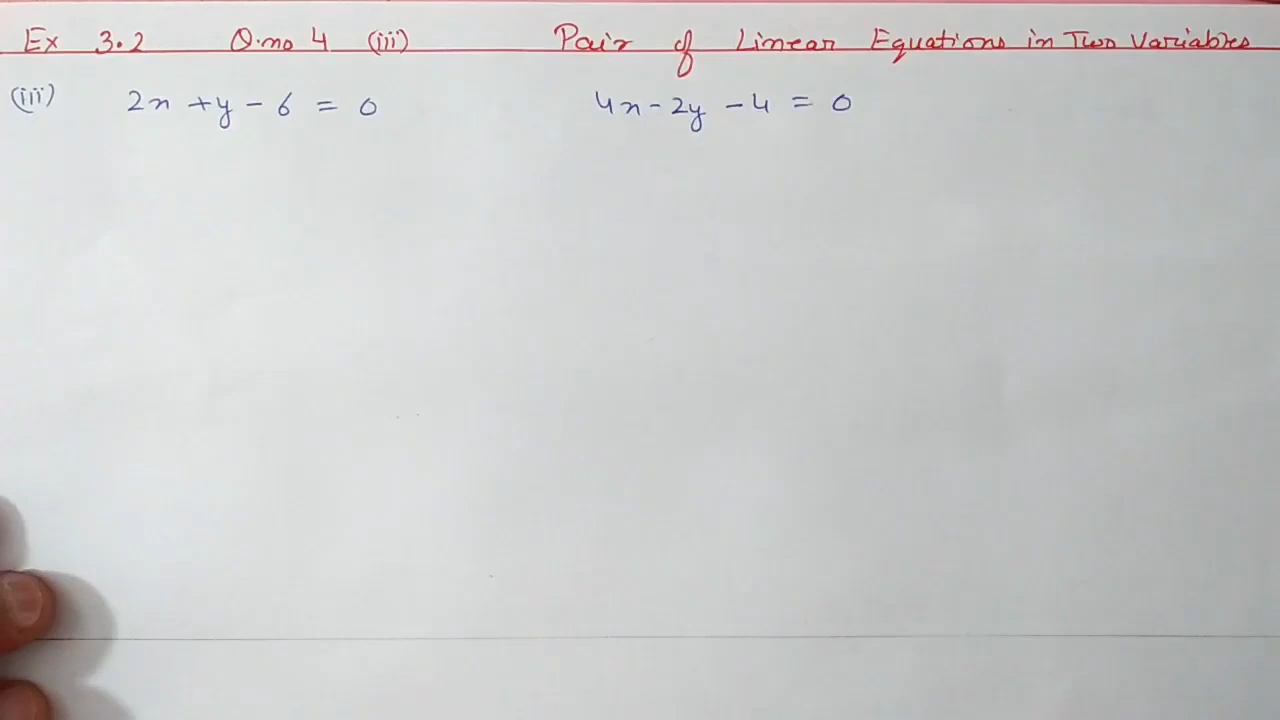 Ex 3.2 Q.no 4 (iii) Pair of Linear Equations in Two Variables
(iii) 2x + y - 6 = 0 4x - 2y - 4 = 0